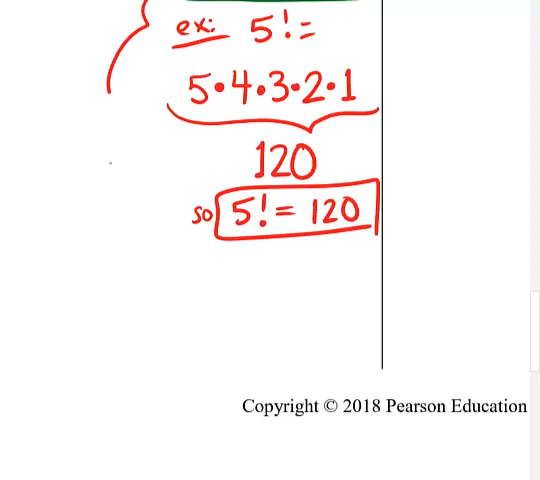 ex: 5! =
5•4•3•2•1
120
so 5! = 120
Copyright © 2018 Pearson Education